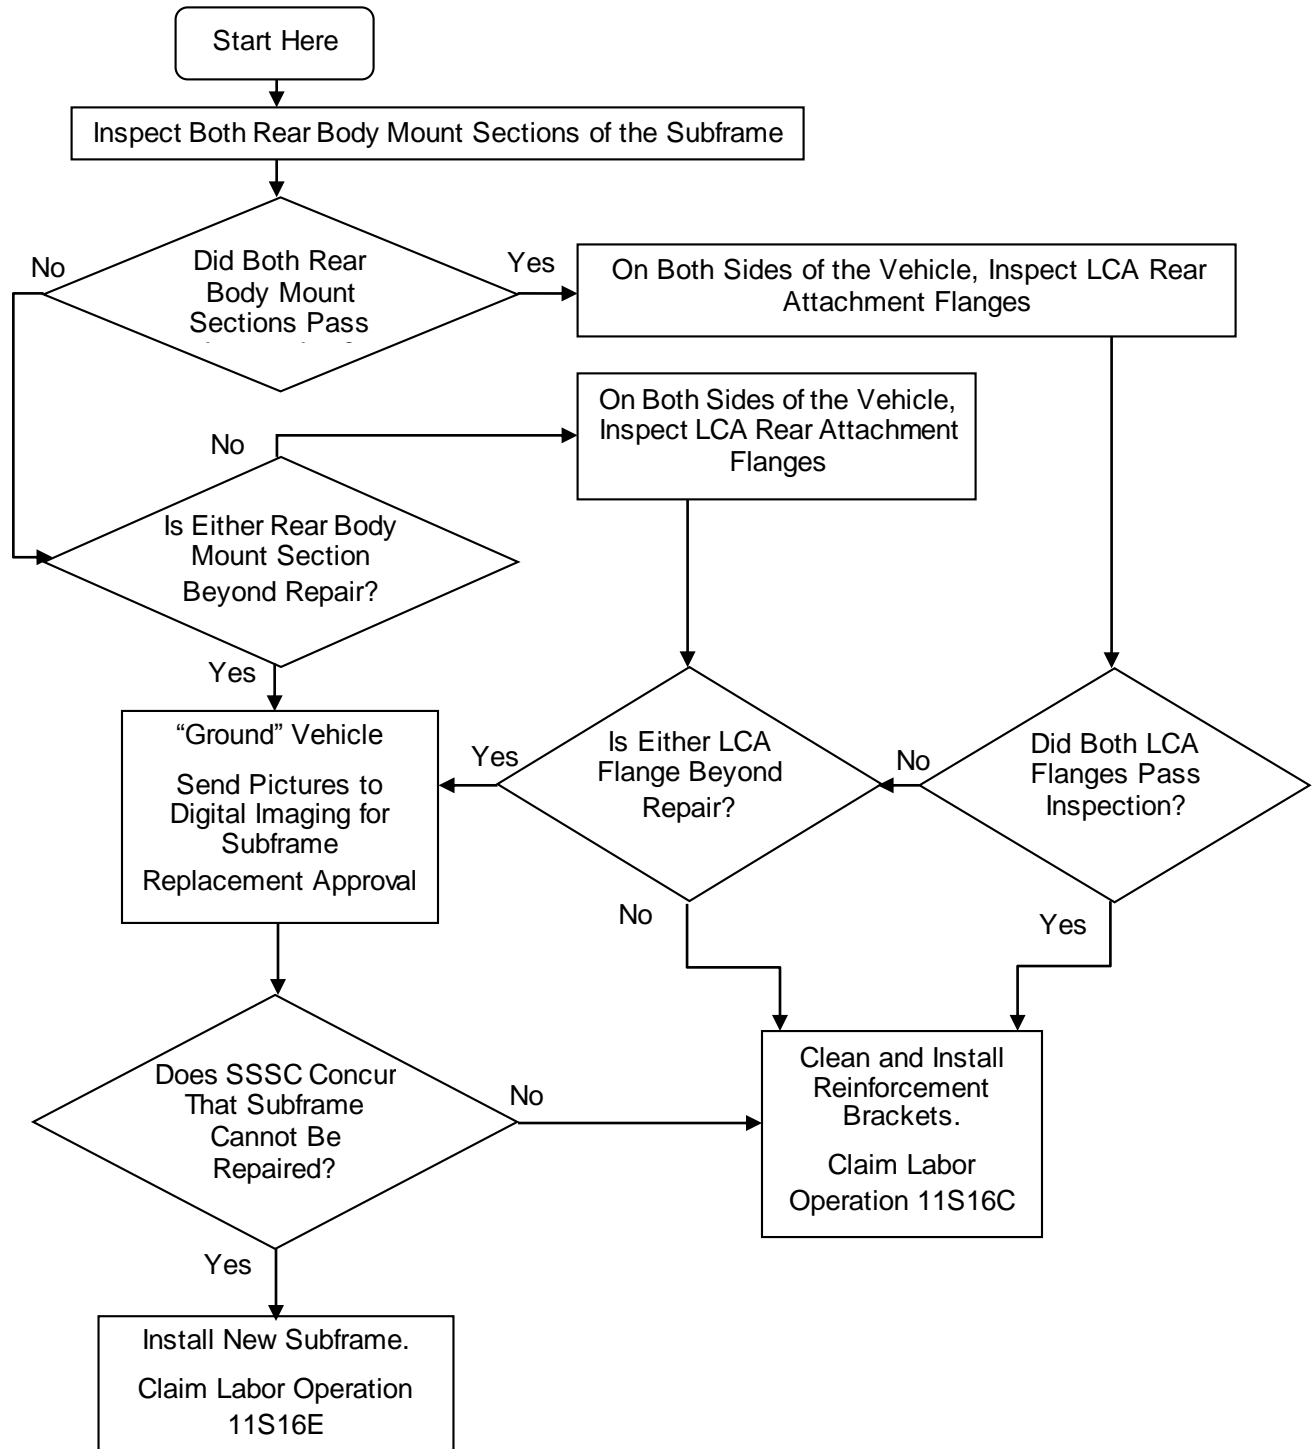 Start Here
Inspect Both Rear Body Mount Sections of the Subframe
No
Did Both Rear
Body Mount
Sections Pass
Yes
On Both Sides of the Vehicle, Inspect LCA Rear
Attachment Flanges
On Both Sides of the Vehicle,
Inspect LCA Rear Attachment
Flanges
No
Is Either Rear Body
Mount Section
Beyond Repair?
Yes
“Ground” Vehicle
Send Pictures to
Digital Imaging for
Subframe
Replacement Approval
Yes
Is Either LCA
Flange Beyond
Repair?
No
Did Both LCA
Flanges Pass
Inspection?
No
Yes
Does SSSC Concur
That Subframe
Cannot Be
Repaired?
No
Clean and Install
Reinforcement
Brackets.
Claim Labor
Operation 11S16C
Yes
Install New Subframe.
Claim Labor Operation
11S16E